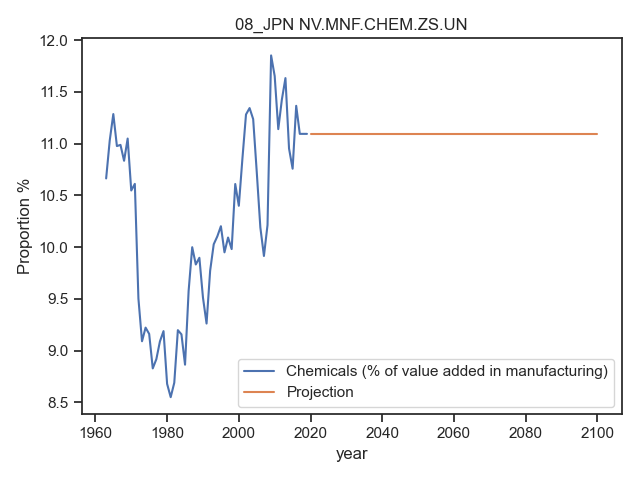 08_JPN NV.MNF.CHEM.ZS.UN
12.0
11.5
11.0
10.5
10.0
9.5
9.0
8.5
Proportion %
Chemicals (% of value added in manufacturing)
Projection
1960 1980 2000 2020 2040 2060 2080 2100
year